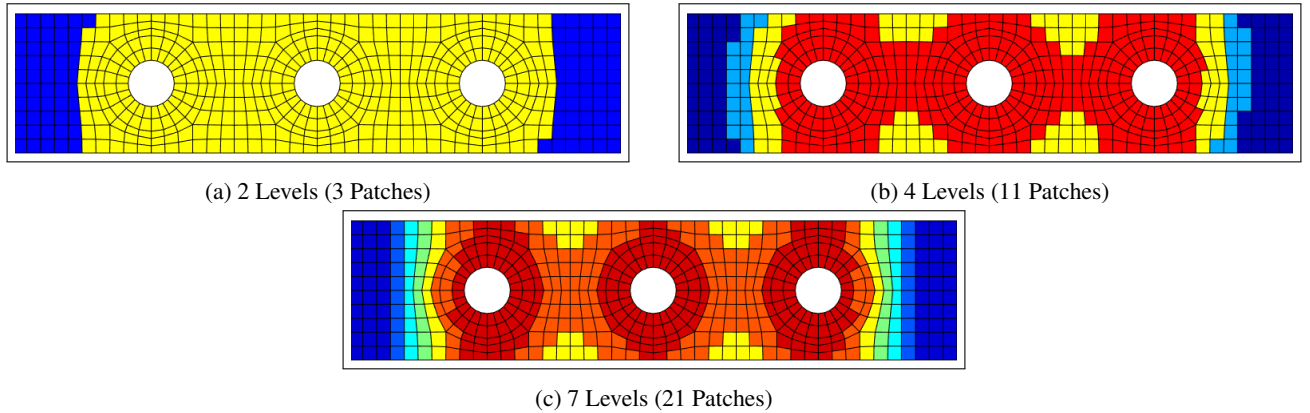 (a) 2 Levels (3 Patches)
(b) 4 Levels (11 Patches)
(c) 7 Levels (21 Patches)